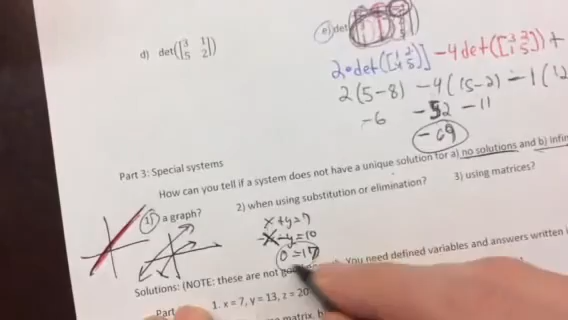 d) det([3 1
5 2])
e) det
2•det([1 2
4 5]) -4det([3 2
1 5]) +
2(5-8) -4(15-2) -1(12
-6 -52 -11
-69
Part 3: Special systems
How can you tell if a system does not have a unique solution for a) no solutions and b) infin
1) a graph? 2) when using substitution or elimination? 3) using matrices?
x+y=7
-x-y=10
0=17
Solutions: (NOTE: these are not You need defined variables and answers written i
Part 1. x = 7, y = 13, z = 20
matrix, b